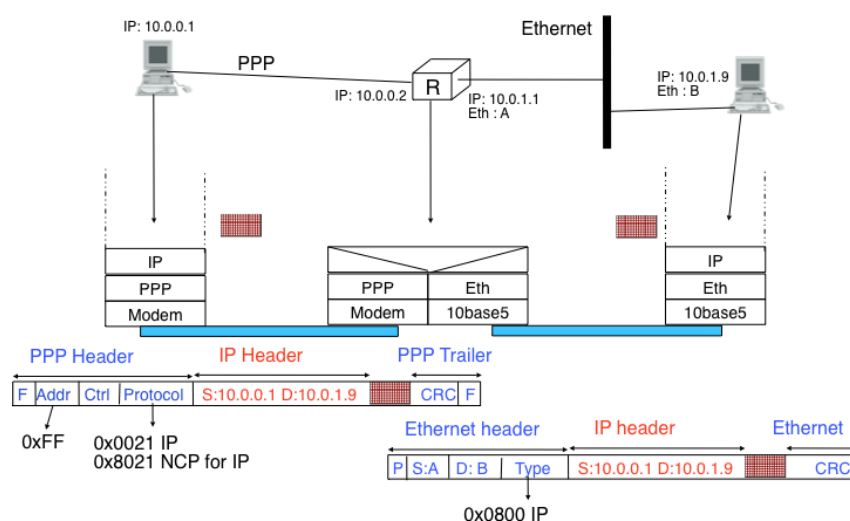 IP: 10.0.0.1
Ethernet
PPP
R
IP: 10.0.0.2
IP: 10.0.1.1
Eth : A
IP: 10.0.1.9
Eth : B
IP
PPP
Modem
PPP
Eth
Modem
10base5
IP
Eth
10base5
PPP Header
IP Header
PPP Trailer
F Addr Ctrl Protocol S:10.0.0.1 D:10.0.1.9 CRC F
0xFF
0x0021 IP
0x8021 NCP for IP
Ethernet header
IP header
Ethernet
P S:A D: B Type S:10.0.0.1 D:10.0.1.9 CRC
0x0800 IP